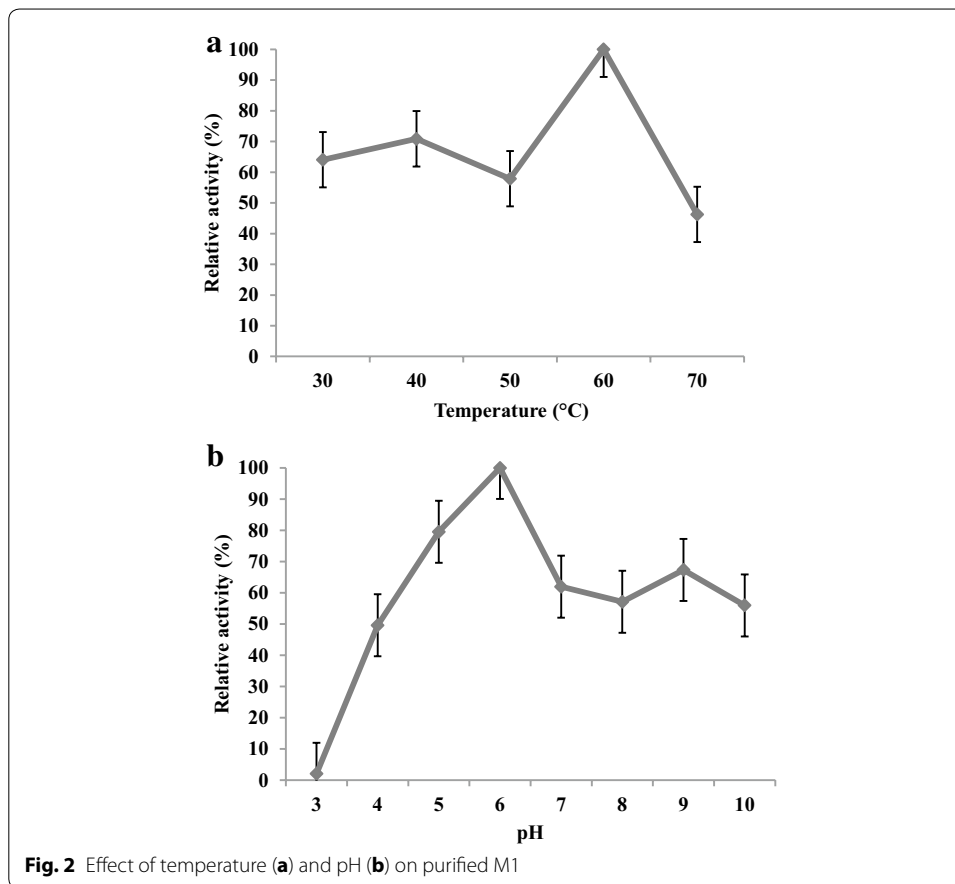 a
100
90
80
70
60
50
40
30
20
10
0
Relative activity (%)
30 40 50 60 70
Temperature (°C)
b
100
90
80
70
60
50
40
30
20
10
0
Relative activity (%)
3 4 5 6 7 8 9 10
pH
Fig. 2 Effect of temperature (a) and pH (b) on purified M1